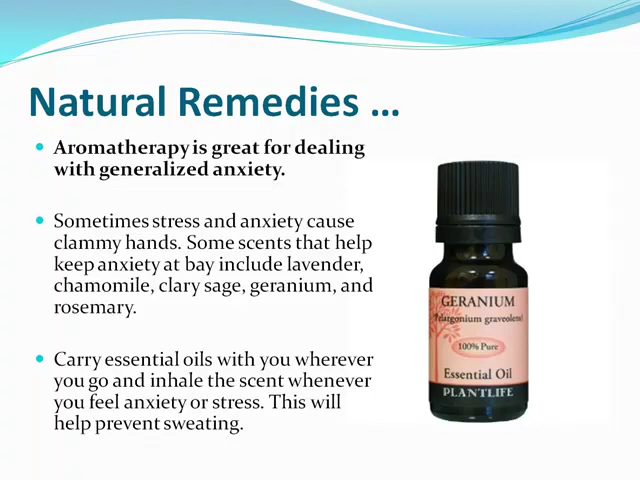 Natural Remedies ...
• Aromatherapy is great for dealing
with generalized anxiety.
• Sometimes stress and anxiety cause
clammy hands. Some scents that help
keep anxiety at bay include lavender,
chamomile, clary sage, geranium, and
rosemary.
• Carry essential oils with you wherever
you go and inhale the scent whenever
you feel anxiety or stress. This will
help prevent sweating.
GERANIUM
Pelargonium graveolens
100% Pure
Essential Oil
PLANTLIFE